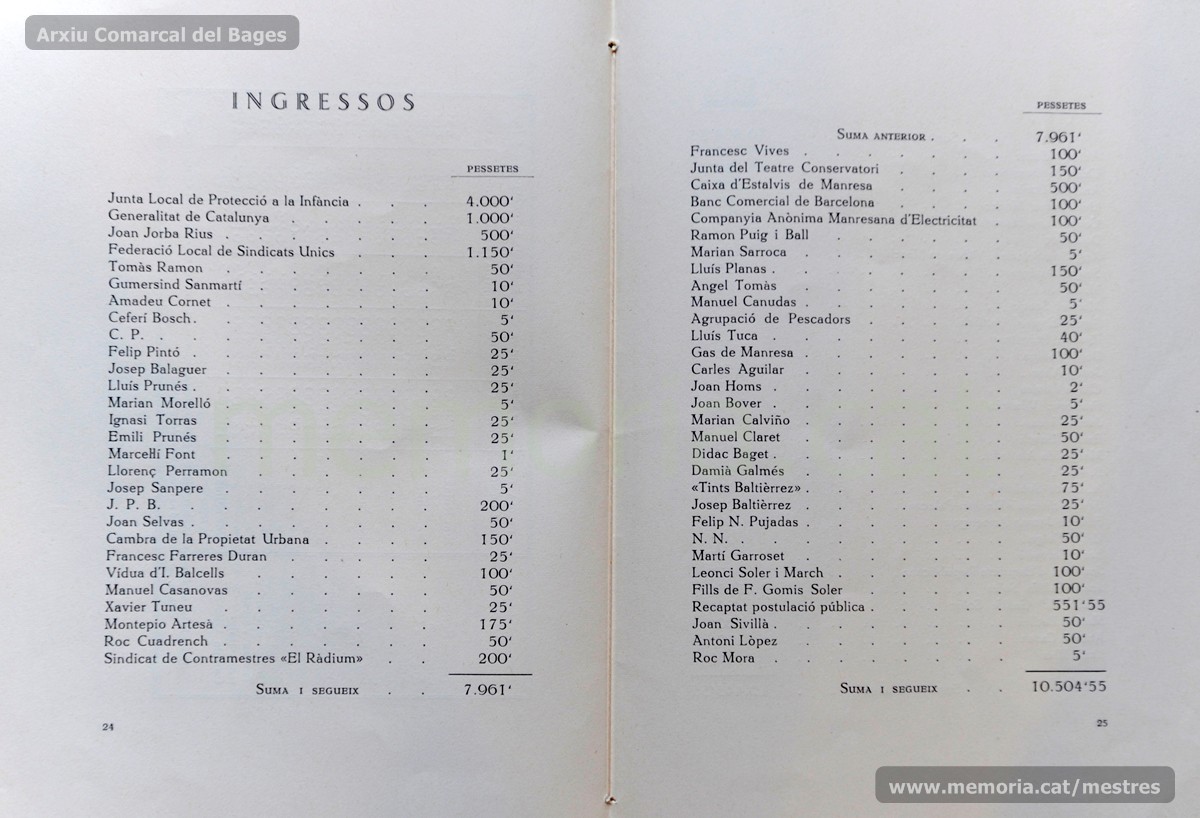 Arxiu Comarcal del Bages
INGRESSOS
PESSETES
Junta Local de Protecció a la Infància . . . 4.000‘
Generalitat de Catalunya . . . . 1.000‘
Joan Jorba Rius . . . . . . 500‘
Federació Local de Sindicats Unics . . . 1.150‘
Tomàs Ramon . . . . . . 50‘
Gumersind Sanmartí . . . . . 10‘
Amadeu Cornet . . . . . . 10‘
Ceferí Bosch . . . . . . . 5‘
C. P. . . . . . . . 50‘
Felip Pintó . . . . . . . 25‘
Josep Balaguer . . . . . . 25‘
Lluís Prunés . . . . . . . 25‘
Marian Morelló . . . . . . 5‘
Ignasi Torras . . . . . . 25‘
Emili Prunés . . . . . . 25‘
Marcel·lí Font . . . . . . 1‘
Llorenç Perramon . . . . . 25‘
Josep Sanpere . . . . . . 5‘
J. P. B. . . . . . . . 200‘
Joan Selvas . . . . . . . 50‘
Cambra de la Propietat Urbana . . . . 150‘
Francesc Farreres Duran . . . . 25‘
Vídua d'I. Balcells . . . . . 100‘
Manuel Casanovas . . . . . 50‘
Xavier Tuneu . . . . . . 25‘
Montepio Artesà . . . . . . 175‘
Roc Cuadrench . . . . . . 50‘
Sindicat de Contramestres «El Ràdium» . . 200‘
Suma i segueix . . 7.961‘
24
PESSETES
Suma anterior . . . 7.961‘
Francesc Vives . . . . . . 100‘
Junta del Teatre Conservatori . . . . 150‘
Caixa d'Estalvis de Manresa . . . . 500‘
Banc Comercial de Barcelona . . . . 100‘
Companyia Anònima Manresana d'Electricitat . 100‘
Ramon Puig i Ball . . . . . . 50‘
Marian Sarroca . . . . . . 5‘
Lluís Planas . . . . . . . 150‘
Angel Tomàs . . . . . . 50‘
Manuel Canudas . . . . . . 5‘
Agrupació de Pescadors . . . . . 25‘
Lluís Tuca . . . . . . . 40‘
Gas de Manresa . . . . . . 100‘
Carles Aguilar . . . . . . 10‘
Joan Homs . . . . . . . 2‘
Joan Bover . . . . . . . 5‘
Marian Calviño . . . . . . 25‘
Manuel Claret . . . . . . 50‘
Didac Baget . . . . . . . 25‘
Damià Galmés . . . . . . 25‘
«Tints Baltièrrez» . . . . . . 75‘
Josep Baltièrrez . . . . . . 25‘
Felip N. Pujadas . . . . . . 10‘
N. N. . . . . . . . 50‘
Martí Garroset . . . . . . 10‘
Leonci Soler i March . . . . . 100‘
Fills de F. Gomis Soler . . . . . 100‘
Recaptat postulació pública . . . . . 551‘55
Joan Sivillà . . . . . . . 50‘
Antoni Lòpez . . . . . . 50‘
Roc Mora . . . . . . . 5‘
Suma i segueix . . 10.504‘55
25
www.memoria.cat/mestres